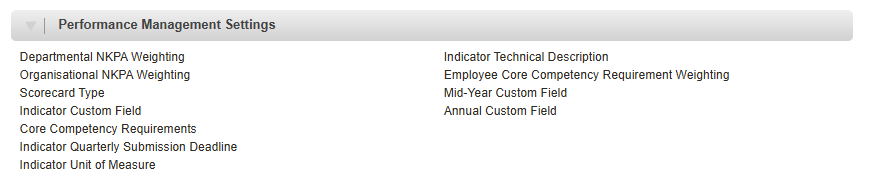 Performance Management Settings
Departmental NKPA Weighting
Organisational NKPA Weighting
Scorecard Type
Indicator Custom Field
Core Competency Requirements
Indicator Quarterly Submission Deadline
Indicator Unit of Measure
Indicator Technical Description
Employee Core Competency Requirement Weighting
Mid-Year Custom Field
Annual Custom Field